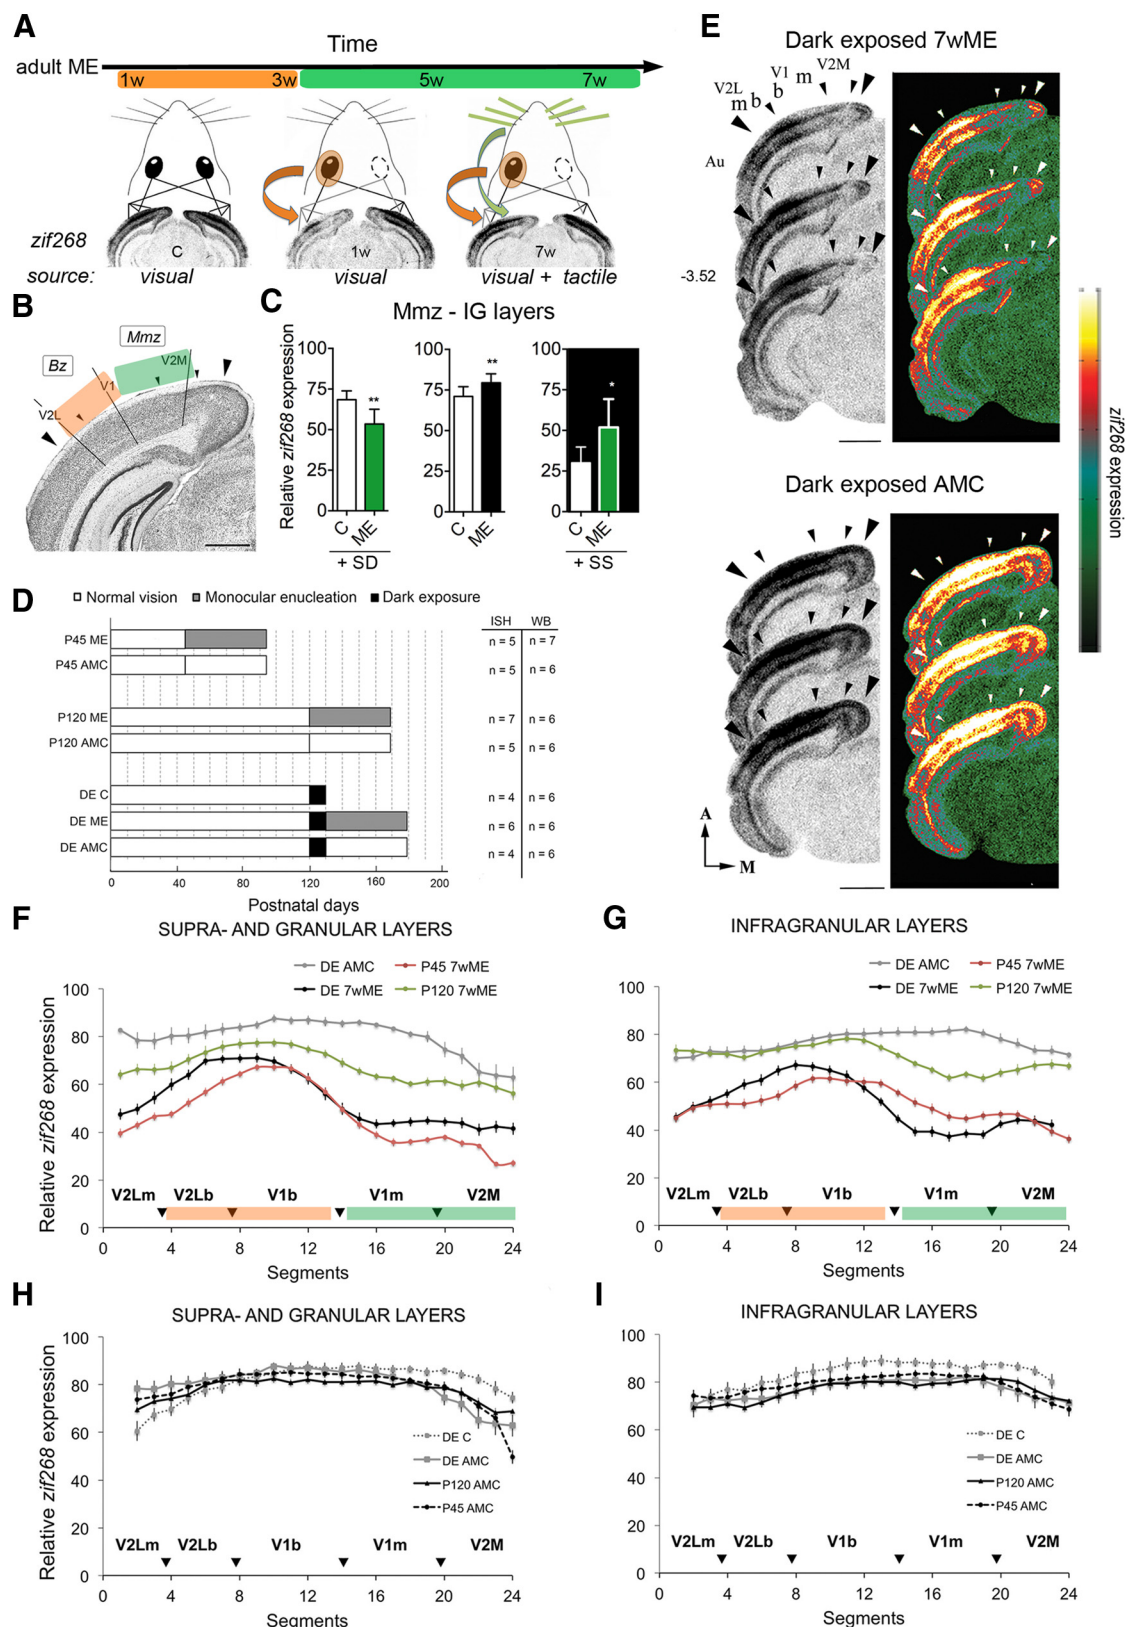 A
Time
adult ME
1w 3w 5w 7w
zif268
C 1w 7w
source: visual visual visual + tactile
B
Bz Mmz
V2L V1 V2M
C
Mmz - IG layers
Relative zif268 expression
100 75 50 25 0
100 75 50 25 0
100 75 50 25 0
** ** *
C ME C ME C ME
+ SD + SS
D
Normal vision Monocular enucleation Dark exposure
ISH WB
P45 ME n = 5 n = 7
P45 AMC n = 5 n = 6
P120 ME n = 7 n = 6
P120 AMC n = 5 n = 6
DE C n = 4 n = 6
DE ME n = 6 n = 6
DE AMC n = 4 n = 6
0 40 80 120 160 200
Postnatal days
E
Dark exposed 7wME
V2L V1 V2M
m b b m
Au
-3.52
zif268 expression
Dark exposed AMC
A
M
F
SUPRA- AND GRANULAR LAYERS
DE AMC P45 7wME
DE 7wME P120 7wME
Relative zif268 expression
100
80
60
40
20
0
V2Lm V2Lb V1b V1m V2M
0 4 8 12 16 20 24
Segments
G
INFRAGRANULAR LAYERS
DE AMC P45 7wME
DE 7wME P120 7wME
100
80
60
40
20
0
V2Lm V2Lb V1b V1m V2M
0 4 8 12 16 20 24
Segments
H
SUPRA- AND GRANULAR LAYERS
Relative zif268 expression
100
80
60
40
20
0
DE C
DE AMC
P120 AMC
P45 AMC
V2Lm V2Lb V1b V1m V2M
0 4 8 12 16 20 24
Segments
I
INFRAGRANULAR LAYERS
100
80
60
40
20
0
DE C
DE AMC
P120 AMC
P45 AMC
V2Lm V2Lb V1b V1m V2M
0 4 8 12 16 20 24
Segments